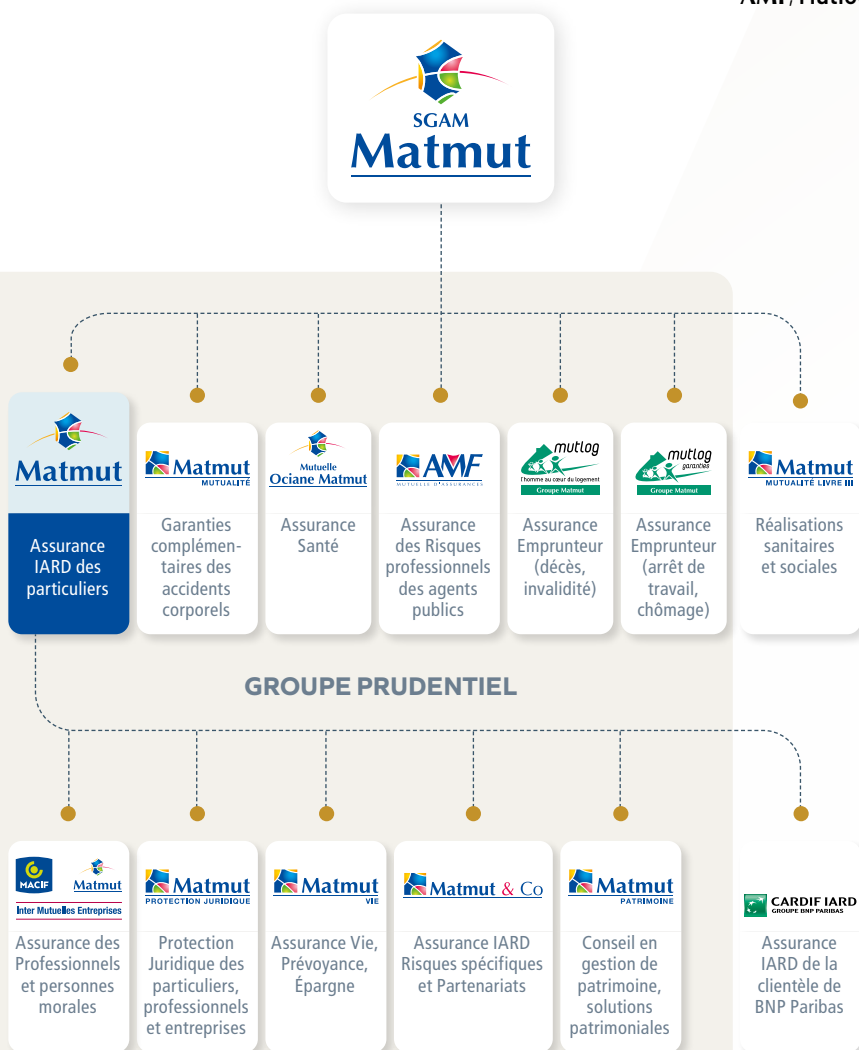 SGAM
Matmut
Matmut
Assurance
IARD des
particuliers
Matmut
MUTUALITÉ
Garanties
complémen-
taires des
accidents
corporels
Mutuelle
Ociane Matmut
Assurance
Santé
AMF
MUTUELLE D'ASSURANCES
Assurance
des Risques
professionnels
des agents
publics
mutlog
l'homme au cœur du logement
Groupe Matmut
Assurance
Emprunteur
(décès,
invalidité)
mutlog
garanties
Groupe Matmut
Assurance
Emprunteur
(arrêt de
travail,
chômage)
Matmut
MUTUALITÉ LIVRE III
Réalisations
sanitaires
et sociales
GROUPE PRUDENTIEL
MACIF
Matmut
Inter Mutuelles Entreprises
Assurance des
Professionnels
et personnes
morales
Matmut
PROTECTION JURIDIQUE
Protection
Juridique des
particuliers,
professionnels
et entreprises
Matmut
VIE
Assurance Vie,
Prévoyance,
Épargne
Matmut & Co
Assurance IARD
Risques spécifiques
et Partenariats
Matmut
PATRIMOINE
Conseil en
gestion de
patrimoine,
solutions
patrimoniales
CARDIF IARD
GROUPE BNP PARIBAS
Assurance
IARD de la
clientèle de
BNP Paribas